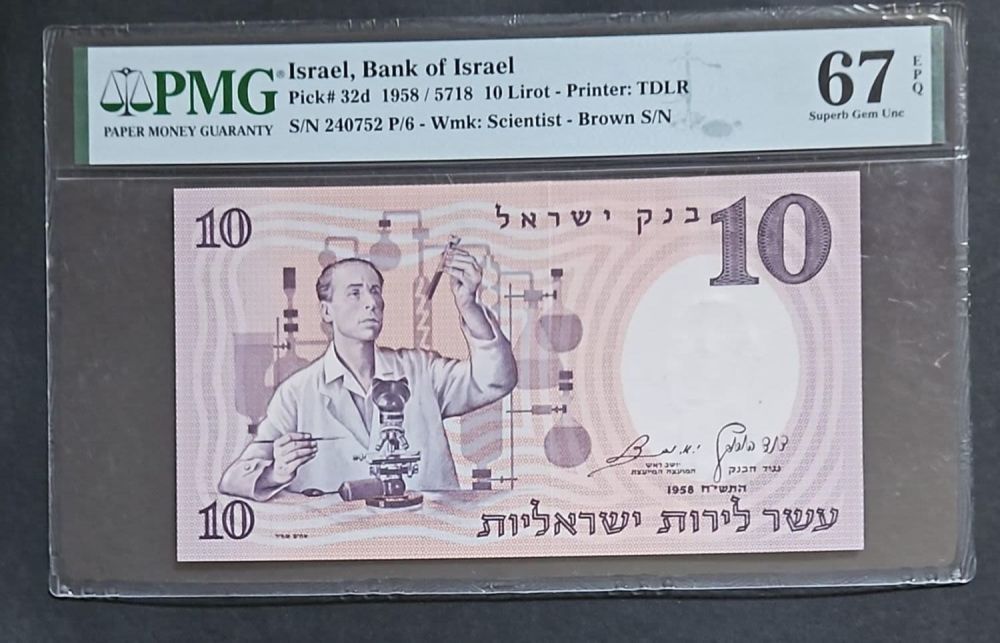 PMG
PAPER MONEY GUARANTY
Israel, Bank of Israel
Pick# 32d 1958 / 5718 10 Lirot - Printer: TDLR
S/N 240752 P/6 - Wmk: Scientist - Brown S/N
67
EPQ
Superb Gem Unc
10
בנק ישראל
10
יושב ראש
המועצה המייעצת
נגיד הבנק
התשי"ח 1958
10
עשר לירות ישראליות